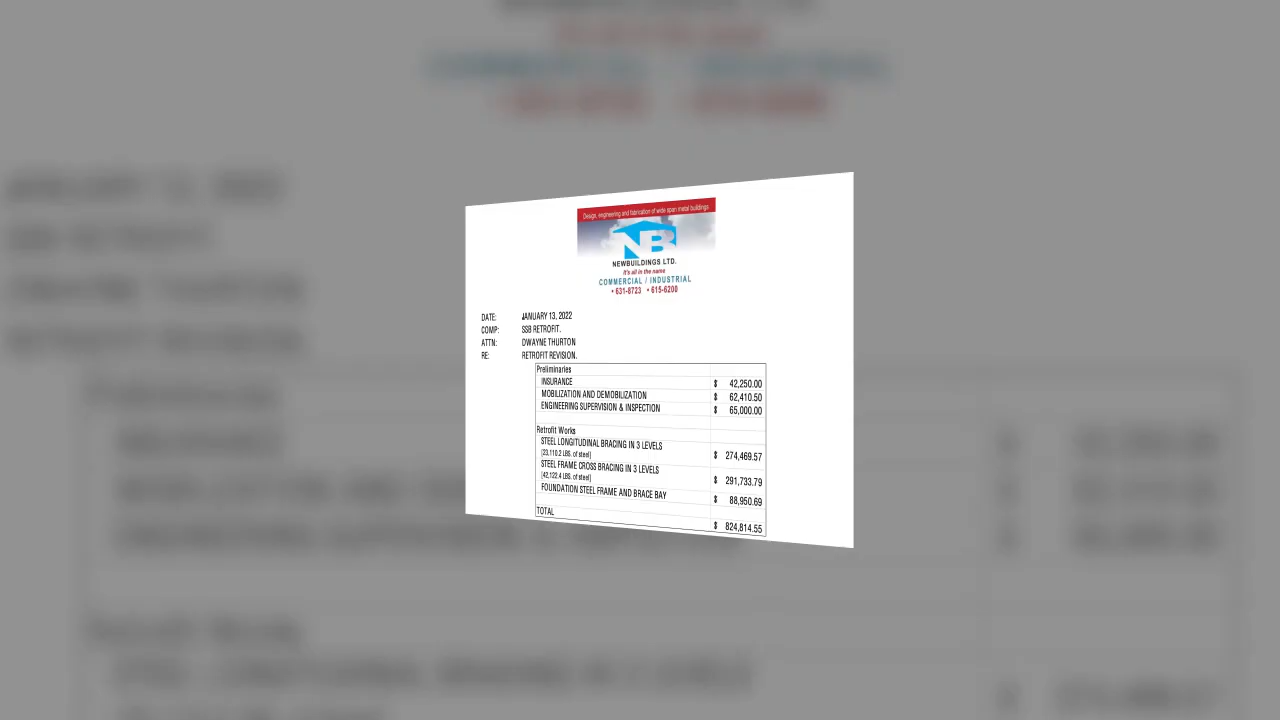 Design, engineering and fabrication of wide span metal buildings
NB
NEWBUILDINGS LTD.
It's all in the name
COMMERCIAL / INDUSTRIAL
• 631-8723 • 615-6200
DATE: JANUARY 13, 2022
COMP: SSB RETROFIT.
ATTN: DWAYNE THURTON
RE: RETROFIT REVISION.
Preliminaries
INSURANCE $ 42,250.00
MOBILIZATION AND DEMOBILIZATION $ 62,410.50
ENGINEERING SUPERVISION & INSPECTION $ 65,000.00
Retrofit Works
STEEL LONGITUDINAL BRACING IN 3 LEVELS
[23,110.2 LBS. of steel] $ 274,469.57
STEEL FRAME CROSS BRACING IN 3 LEVELS
[42,122.4 LBS. of steel] $ 291,733.79
FOUNDATION STEEL FRAME AND BRACE BAY $ 88,950.69
TOTAL $ 824,814.55